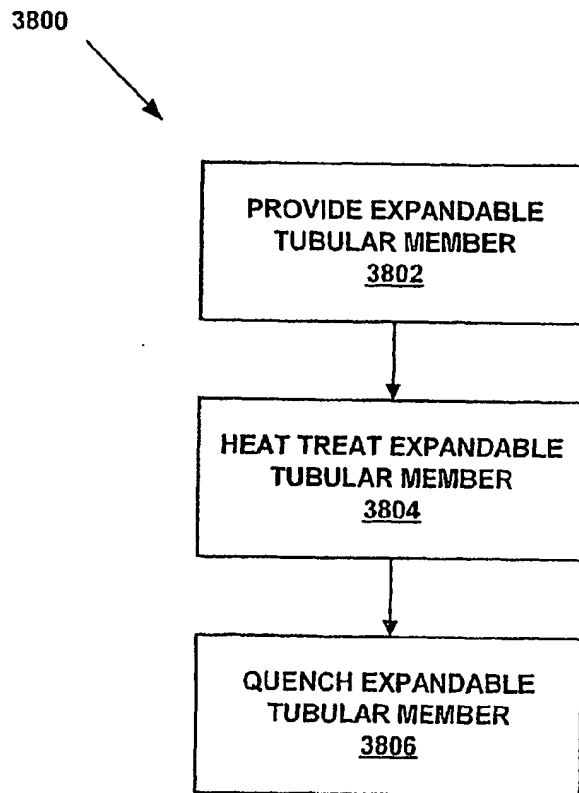 3800
PROVIDE EXPANDABLE
TUBULAR MEMBER
3802
HEAT TREAT EXPANDABLE
TUBULAR MEMBER
3804
QUENCH EXPANDABLE
TUBULAR MEMBER
3806